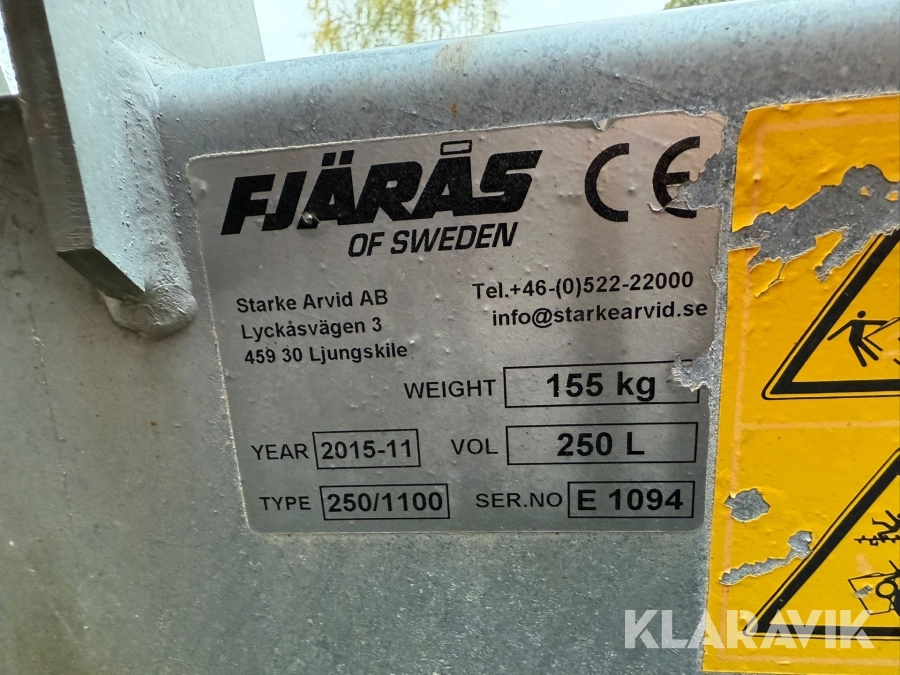 FJÄRÅS
OF SWEDEN
CE
Starke Arvid AB
Lyckåsvägen 3
459 30 Ljungskile
Tel.+46-(0)522-22000
info@starkearvid.se
WEIGHT 155 kg
YEAR 2015-11 VOL 250 L
TYPE 250/1100 SER.NO E 1094
KLARAVIK